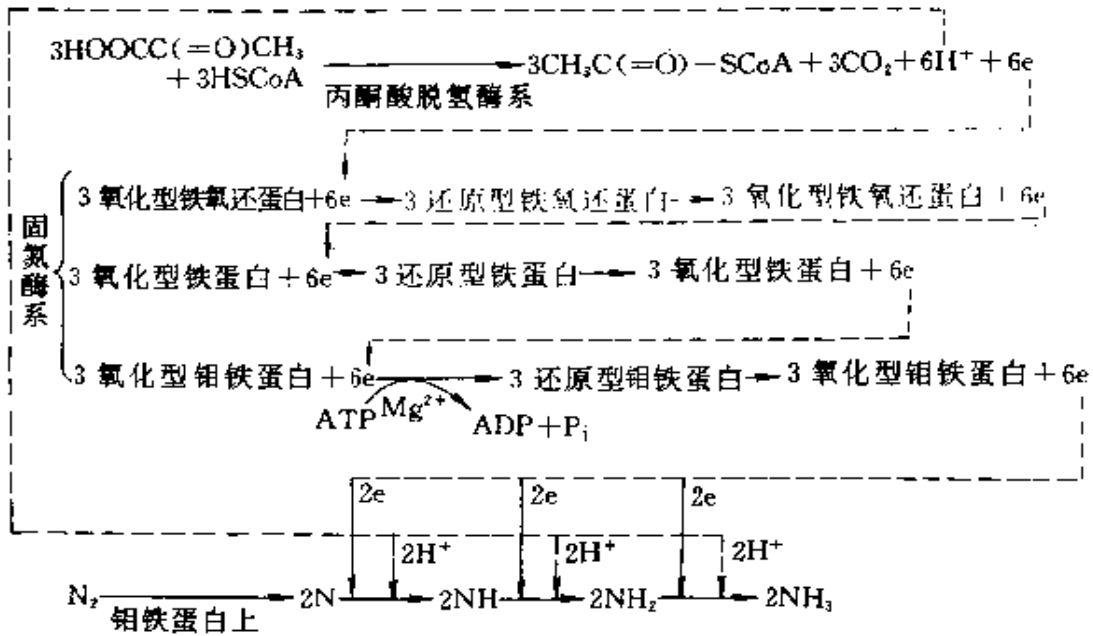 3HOOCC(=O)CH₃
+ 3HSCoA
3CH₃C(=O)-SCoA + 3CO₂ + 6H⁺ + 6e
丙酮酸脱氢酶系
固氮酶系
3 氧化型铁氧还蛋白+6e
3 还原型铁氧还蛋白
3 氧化型铁氧还蛋白 + 6e
3 氧化型铁蛋白 + 6e
3 还原型铁蛋白
3 氧化型铁蛋白 + 6e
3 氧化型钼铁蛋白 + 6e
3 还原型钼铁蛋白
3 氧化型钼铁蛋白 + 6e
ATP Mg²⁺ ADP + Pi
2e 2e 2e
2H⁺ 2H⁺ 2H⁺
N₂ 2N 2NH 2NH₂ 2NH₃
钼铁蛋白上